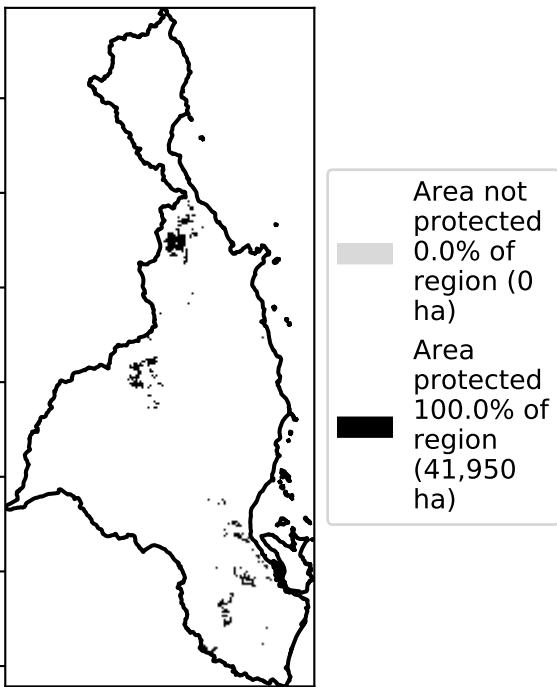 Area not
protected
0.0% of
region (0
ha)
Area
protected
100.0% of
region
(41,950
ha)